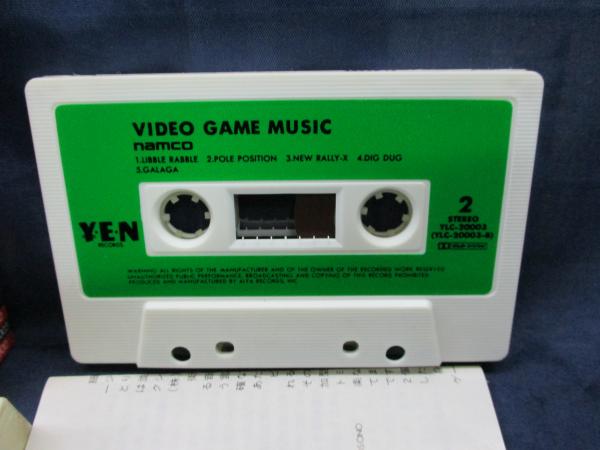 VIDEO GAME MUSIC
namco
1.LIBBLE RABBLE 2.POLE POSITION 3.NEW RALLY-X 4.DIG DUG
5.GALAGA
Y·E·N
RECORDS
2
STEREO
YLC-20003
(YLC-20003-B)
WARNING: ALL RIGHTS OF THE MANUFACTURER AND OF THE OWNER OF THE RECORDED WORK RESERVED
UNAUTHORIZED PUBLIC PERFORMANCE, BROADCASTING AND COPYING OF THIS RECORD PROHIBITED
PRODUCED AND MANUFACTURED BY ALFA RECORDS, INC